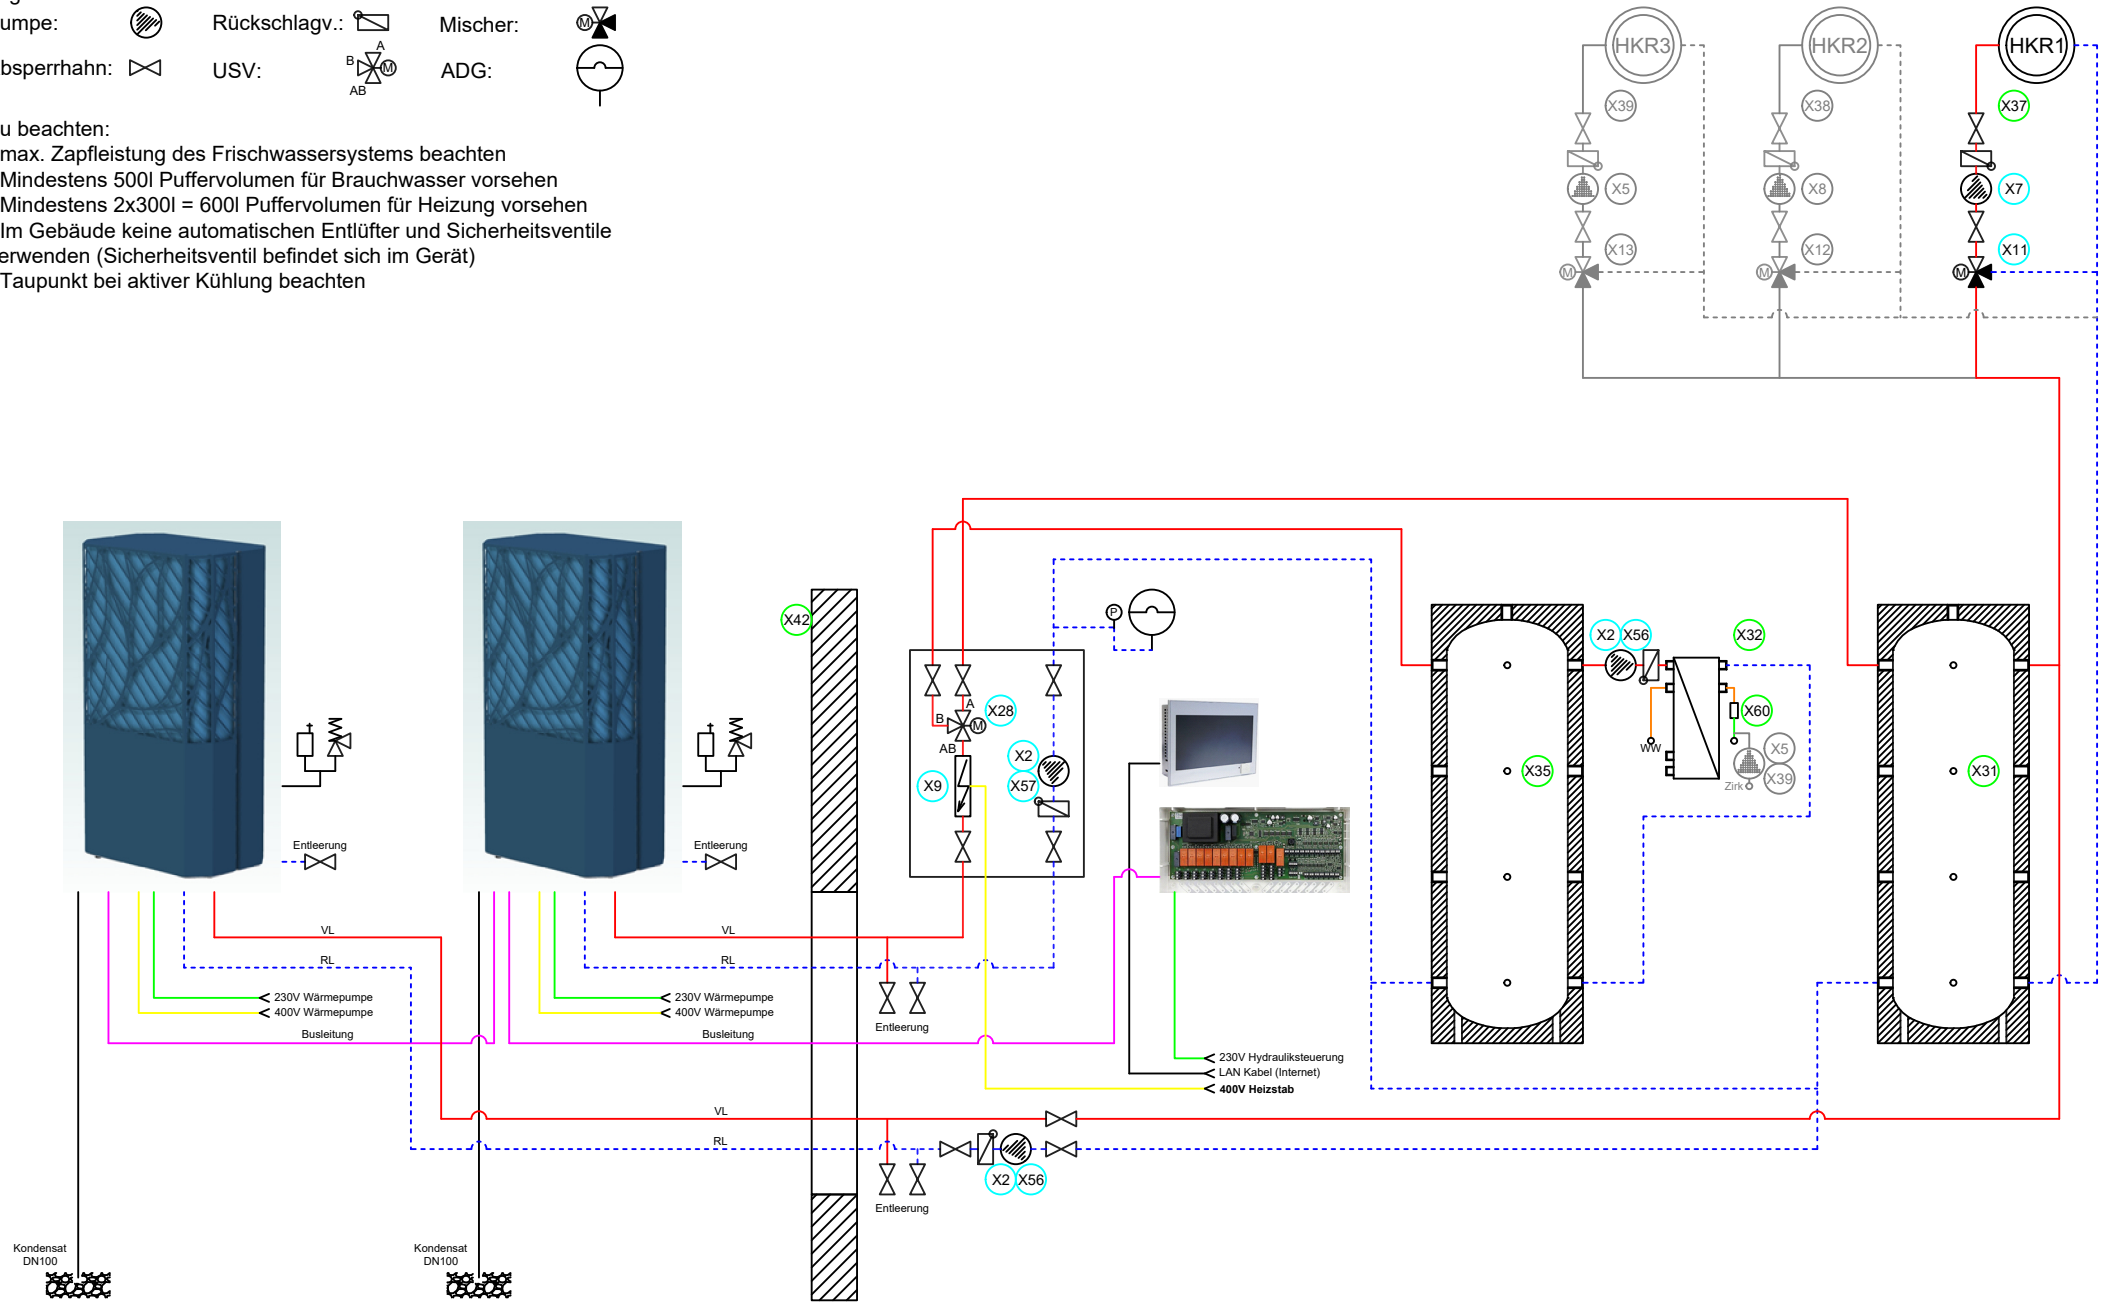 umpe:
Rückschlagv.:
Mischer:
M
bsperrhahn:
USV:
A
B
M
AB
ADG:
u beachten:
max. Zapfleistung des Frischwassersystems beachten
Mindestens 500l Puffervolumen für Brauchwasser vorsehen
Mindestens 2x300l = 600l Puffervolumen für Heizung vorsehen
Im Gebäude keine automatischen Entlüfter und Sicherheitsventile
erwenden (Sicherheitsventil befindet sich im Gerät)
Taupunkt bei aktiver Kühlung beachten
HKR3
HKR2
HKR1
X39
X38
X37
X5
X8
X7
X13
X12
X11
M
M
M
X42
P
X2
X56
X32
A
X28
B
M
AB
X2
X57
X9
X35
X60
WW
X5
X39
Zirk
X31
Entleerung
Entleerung
VL
VL
RL
RL
230V Wärmepumpe
400V Wärmepumpe
230V Wärmepumpe
400V Wärmepumpe
Busleitung
Busleitung
Entleerung
230V Hydrauliksteuerung
LAN Kabel (Internet)
400V Heizstab
VL
RL
X2
X56
Entleerung
Kondensat
DN100
Kondensat
DN100